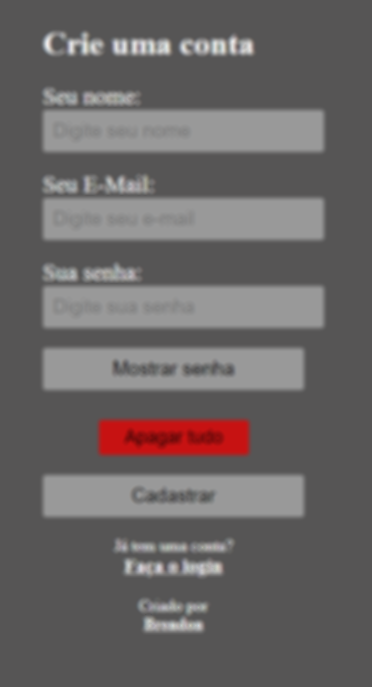 Crie uma conta
Seu nome:
Digite seu nome
Seu E-Mail:
Digite seu e-mail
Sua senha:
Digite sua senha
Mostrar senha
Apagar tudo
Cadastrar
Já tem uma conta?
Faça o login
Criado por
Brendon